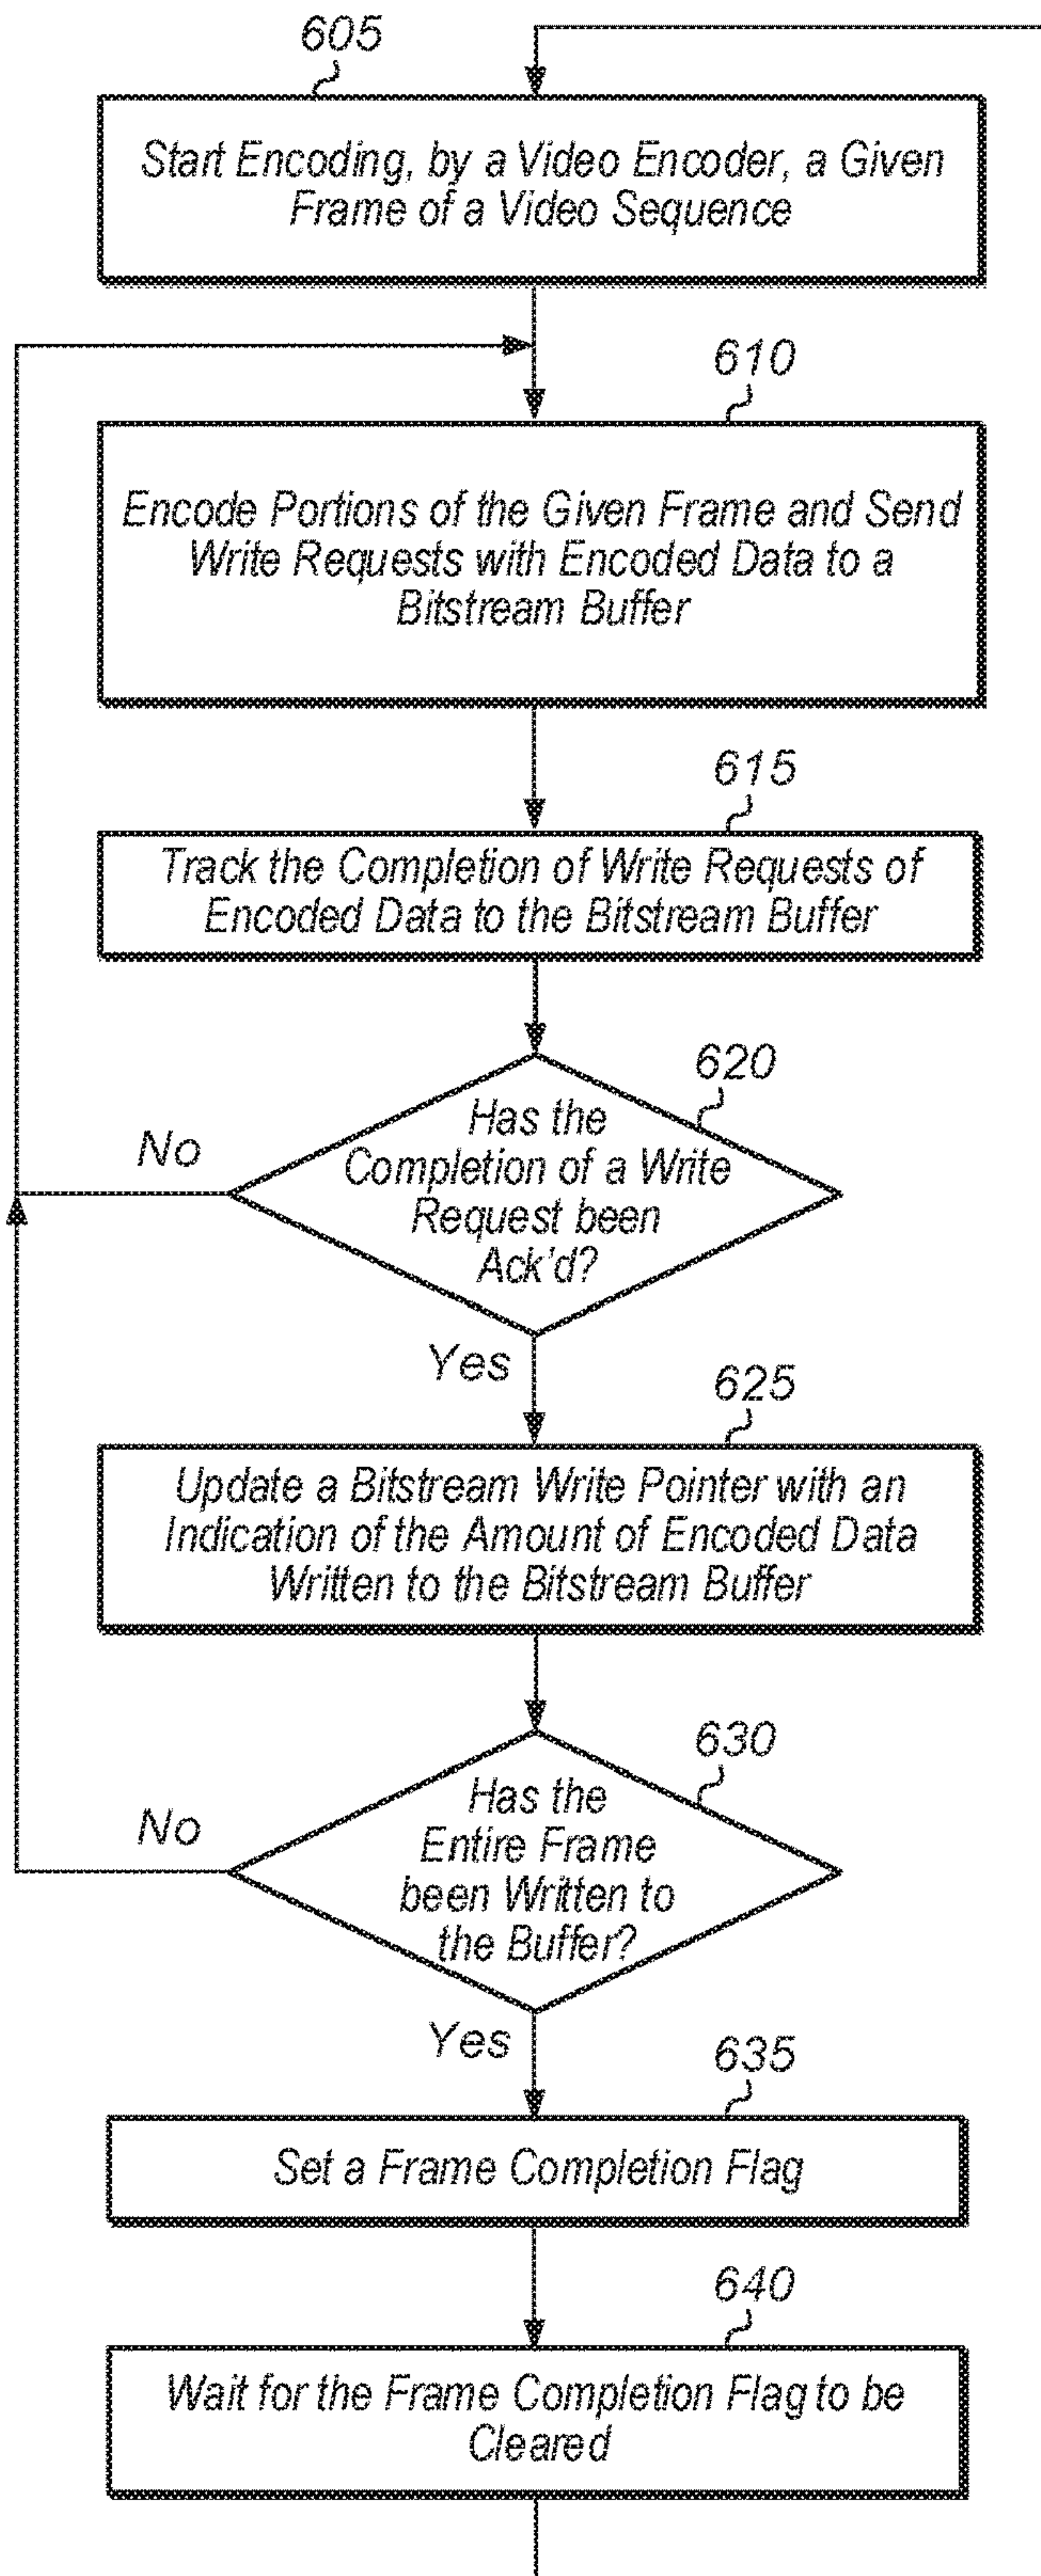 605
Start Encoding, by a Video Encoder, a Given
Frame of a Video Sequence
610
Encode Portions of the Given Frame and Send
Write Requests with Encoded Data to a
Bitstream Buffer
615
Track the Completion of Write Requests of
Encoded Data to the Bitstream Buffer
620
Has the
Completion of a Write
Request been
Ack'd?
No
Yes
625
Update a Bitstream Write Pointer with an
Indication of the Amount of Encoded Data
Written to the Bitstream Buffer
630
Has the
Entire Frame
been Written to
the Buffer?
No
Yes
635
Set a Frame Completion Flag
640
Wait for the Frame Completion Flag to be
Cleared